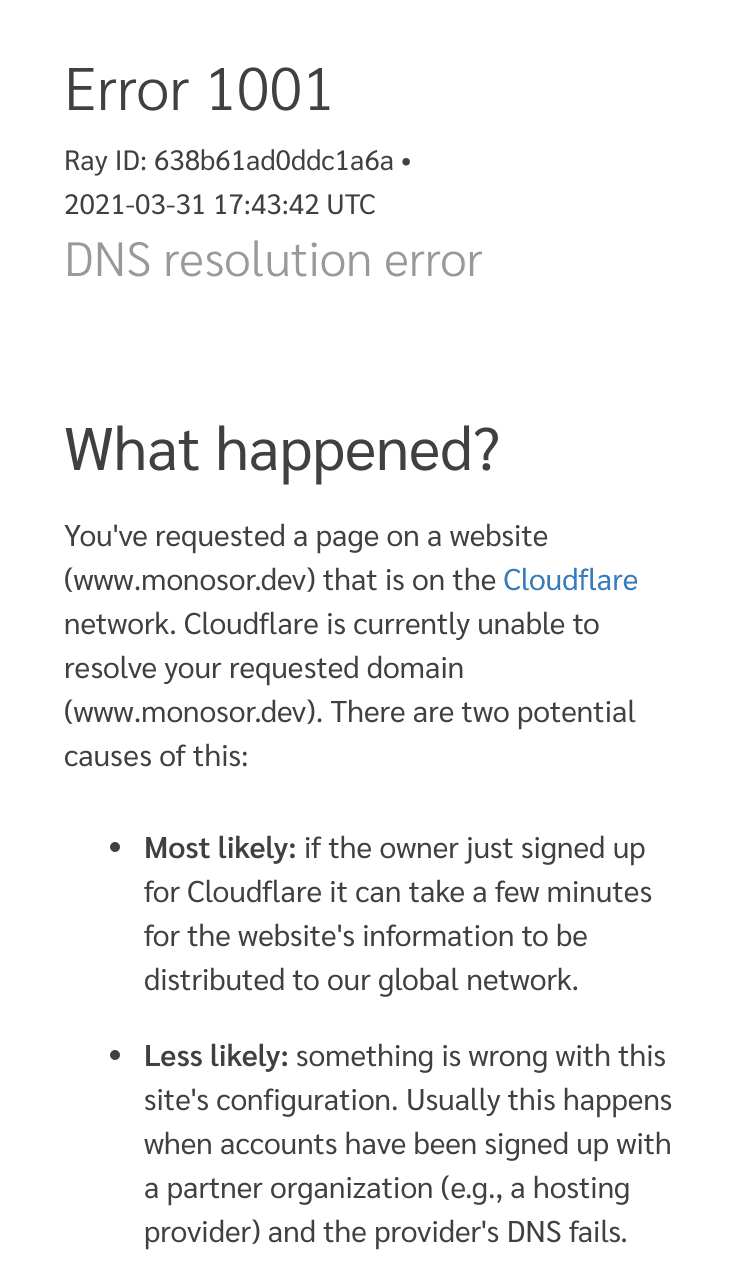 Error 1001
Ray ID: 638b61ad0ddc1a6a •
2021-03-31 17:43:42 UTC
DNS resolution error
What happened?
You've requested a page on a website
(www.monosor.dev) that is on the Cloudflare
network. Cloudflare is currently unable to
resolve your requested domain
(www.monosor.dev). There are two potential
causes of this:
• Most likely: if the owner just signed up
for Cloudflare it can take a few minutes
for the website's information to be
distributed to our global network.
• Less likely: something is wrong with this
site's configuration. Usually this happens
when accounts have been signed up with
a partner organization (e.g., a hosting
provider) and the provider's DNS fails.